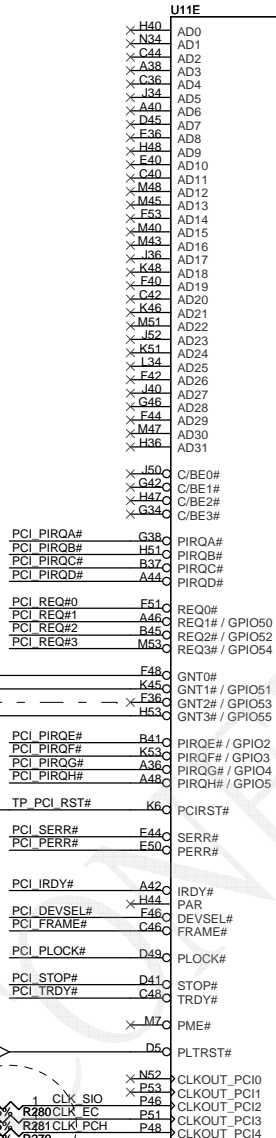 U11E
H40 AD0
N34 AD1
C44 AD2
A38 AD3
C36 AD4
J34 AD5
A40 AD6
D45 AD7
E36 AD8
H48 AD9
E40 AD10
C40 AD11
M48 AD12
M45 AD13
F53 AD14
M40 AD15
M43 AD16
J36 AD17
K48 AD18
F40 AD19
C42 AD20
K46 AD21
M51 AD22
J52 AD23
K51 AD24
L34 AD25
F42 AD26
J40 AD27
G46 AD28
F44 AD29
M47 AD30
H36 AD31
J50 C/BE0#
G42 C/BE1#
H47 C/BE2#
G34 C/BE3#
PCI_PIRQA# G38 PIRQA#
PCI_PIRQB# H51 PIRQB#
PCI_PIRQC# B37 PIRQC#
PCI_PIRQD# A44 PIRQD#
PCI_REQ#0 F51 REQ0#
PCI_REQ#1 A46 REQ1# / GPIO50
PCI_REQ#2 B45 REQ2# / GPIO52
PCI_REQ#3 M53 REQ3# / GPIO54
F48 GNT0#
K45 GNT1# / GPIO51
F36 GNT2# / GPIO53
H53 GNT3# / GPIO55
PCI_PIRQE# B41 PIRQE# / GPIO2
PCI_PIRQF# K53 PIRQF# / GPIO3
PCI_PIRQG# A36 PIRQG# / GPIO4
PCI_PIRQH# A48 PIRQH# / GPIO5
TP_PCI_RST# K6 PCIRST#
PCI_SERR# E44 SERR#
PCI_PERR# E50 PERR#
PCI_IRDY# A42 IRDY#
H44 PAR
PCI_DEVSEL# F46 DEVSEL#
PCI_FRAME# C46 FRAME#
PCI_PLOCK# D49 PLOCK#
PCI_STOP# D41 STOP#
PCI_TRDY# C48 TRDY#
M7 PME#
D5 PLTRST#
N52 CLKOUT_PCI0
P53 CLKOUT_PCI1
1 CLK_SIO P46 CLKOUT_PCI2
% R280 CLK_EC P51 CLKOUT_PCI3
% R281 CLK_PCH P48 CLKOUT_PCI4